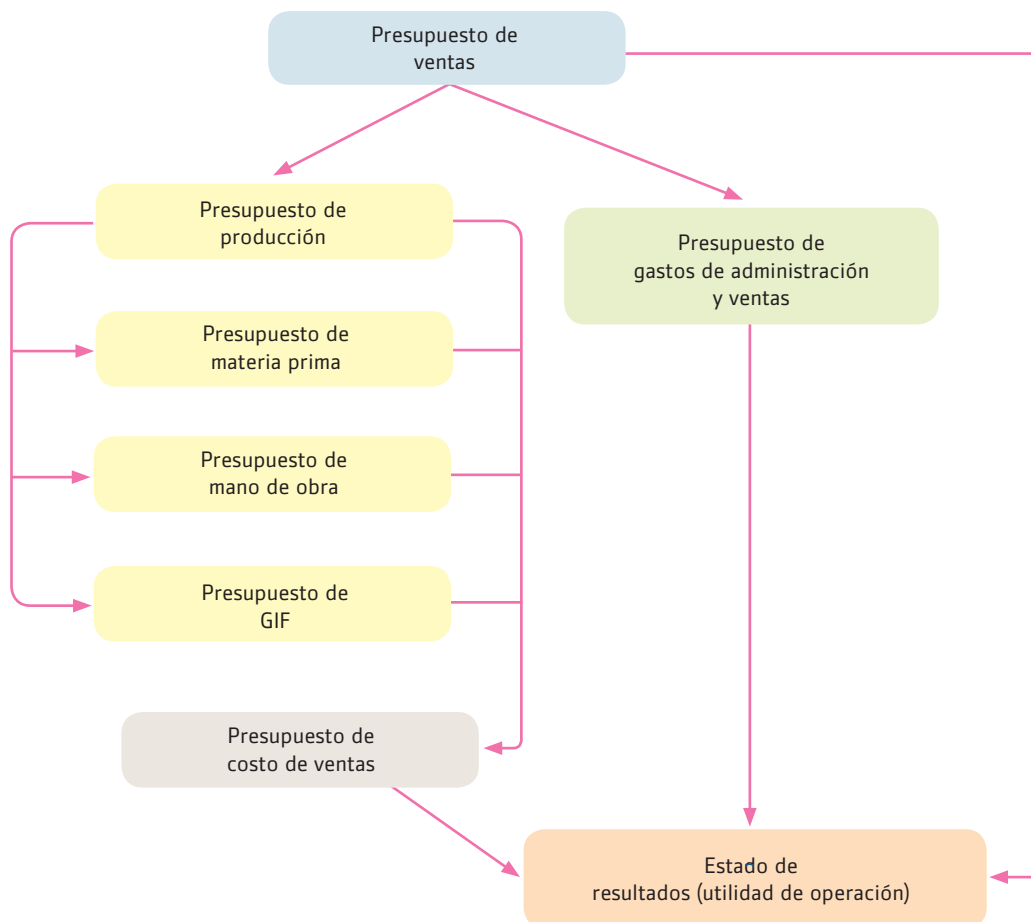 Presupuesto de
ventas
Presupuesto de
producción
Presupuesto de
gastos de administración
y ventas
Presupuesto de
materia prima
Presupuesto de
mano de obra
Presupuesto de
GIF
Presupuesto de
costo de ventas
Estado de
resultados (utilidad de operación)